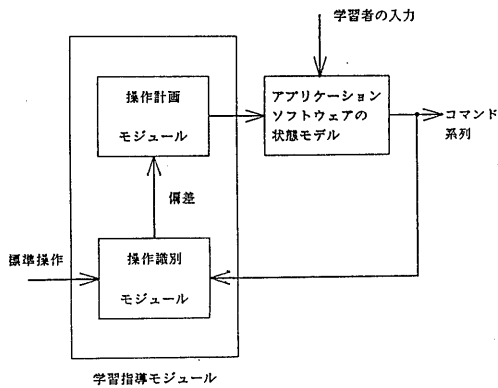 学習者の入力
操作計画
モジュール
アプリケーション
ソフトウェアの
状態モデル
コマンド
系列
偏差
標準操作
操作識別
モジュール
学習指導モジュール